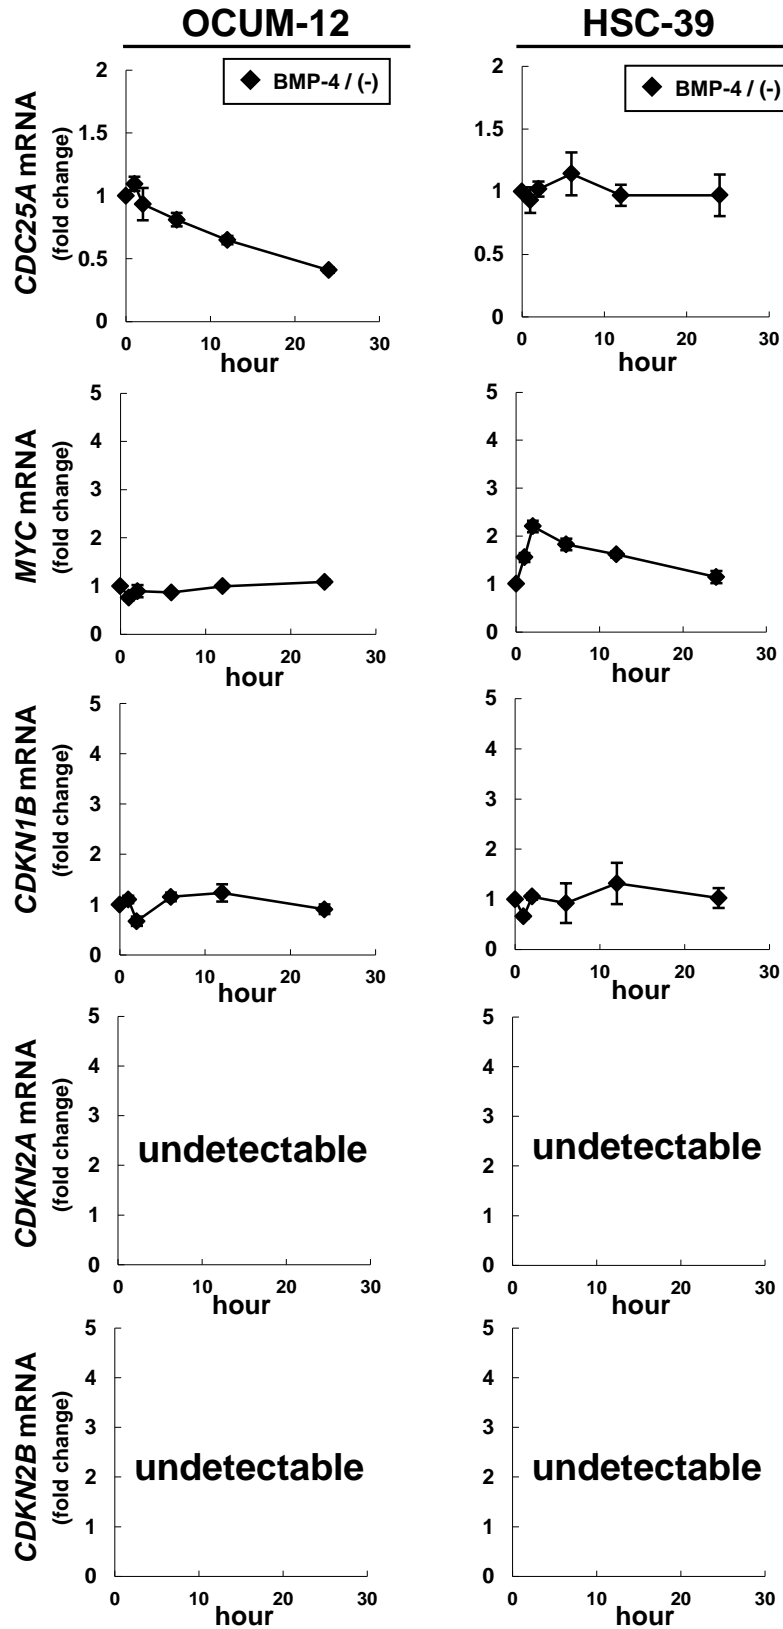 OCUM-12
HSC-39
CDC25A mRNA
(fold change)
2
1.5
1
0.5
0
BMP-4 / (-)
0 10 20 30
hour
2
1.5
1
0.5
0
BMP-4 / (-)
0 10 20 30
hour
MYC mRNA
(fold change)
5
4
3
2
1
0
0 10 20 30
hour
5
4
3
2
1
0
0 10 20 30
hour
CDKN1B mRNA
(fold change)
5
4
3
2
1
0
0 10 20 30
hour
5
4
3
2
1
0
0 10 20 30
hour
CDKN2A mRNA
(fold change)
5
4
3
2
1
0
undetectable
0 10 20 30
hour
5
4
3
2
1
0
undetectable
0 10 20 30
hour
CDKN2B mRNA
(fold change)
5
4
3
2
1
0
undetectable
0 10 20 30
hour
5
4
3
2
1
0
undetectable
0 10 20 30
hour